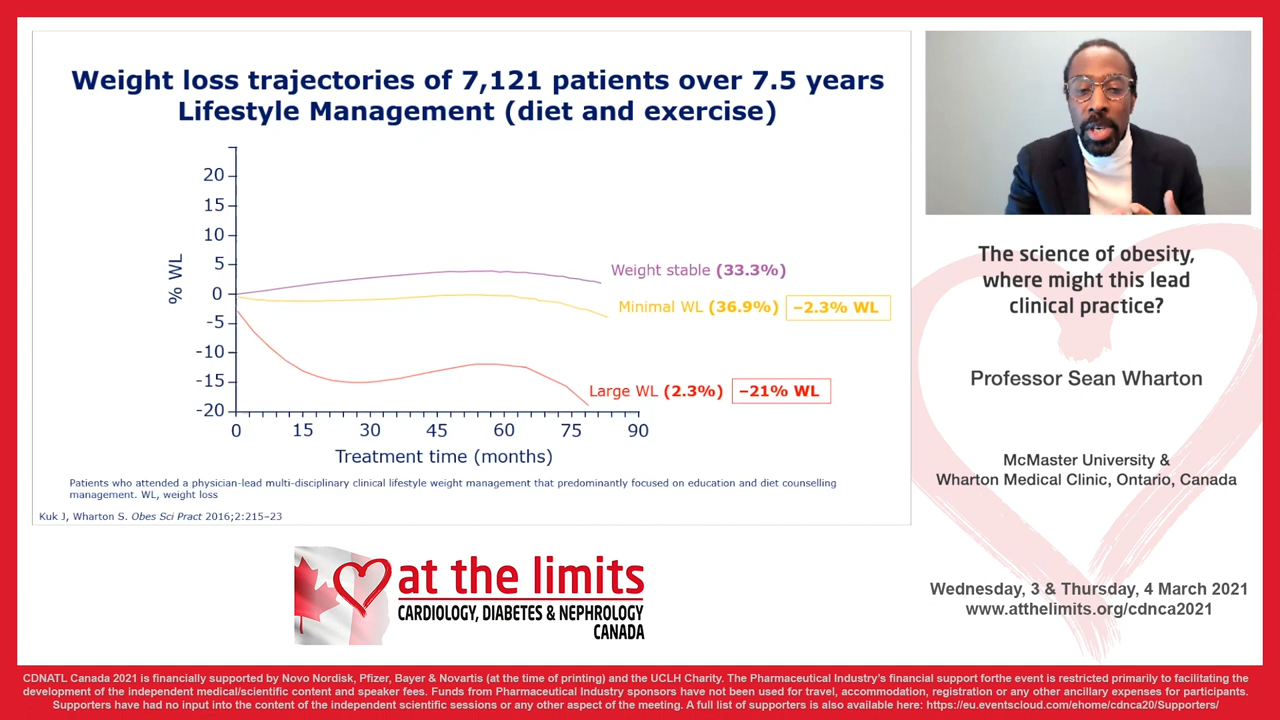 Weight loss trajectories of 7,121 patients over 7.5 years
Lifestyle Management (diet and exercise)
% WL
20
15
10
5
0
-5
-10
-15
-20
0 15 30 45 60 75 90
Treatment time (months)
Weight stable (33.3%)
Minimal WL (36.9%) –2.3% WL
Large WL (2.3%) –21% WL
Patients who attended a physician-lead multi-disciplinary clinical lifestyle weight management that predominantly focused on education and diet counselling
management. WL, weight loss
Kuk J, Wharton S. Obes Sci Pract 2016;2:215–23
The science of obesity,
where might this lead
clinical practice?
Professor Sean Wharton
McMaster University &
Wharton Medical Clinic, Ontario, Canada
Wednesday, 3 & Thursday, 4 March 2021
www.atthelimits.org/cdnca2021
at the limits
CARDIOLOGY, DIABETES & NEPHROLOGY
CANADA
CDNATL Canada 2021 is financially supported by Novo Nordisk, Pfizer, Bayer & Novartis (at the time of printing) and the UCLH Charity. The Pharmaceutical Industry's financial support forthe event is restricted primarily to facilitating the
development of the independent medical/scientific content and speaker fees. Funds from Pharmaceutical Industry sponsors have not been used for travel, accommodation, registration or any other ancillary expenses for participants.
Supporters have had no input into the content of the independent scientific sessions or any other aspect of the meeting. A full list of supporters is also available here: https://eu.eventscloud.com/ehome/cdnca20/Supporters/